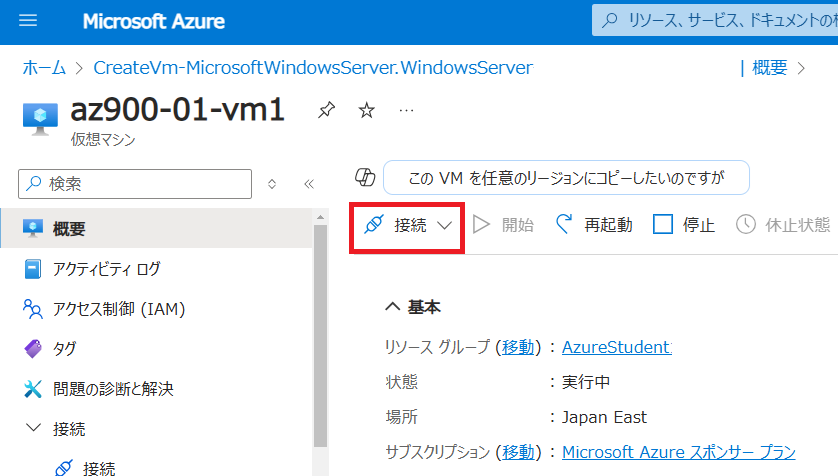 Microsoft Azure
リソース、サービス、ドキュメントの
ホーム > CreateVm-MicrosoftWindowsServer.WindowsServer | 概要 >
az900-01-vm1 ...
仮想マシン
検索 «
この VM を任意のリージョンにコピーしたいのですが
接続 開始 再起動 停止 休止状態
概要
アクティビティ ログ
アクセス制御 (IAM)
タグ
問題の診断と解決
接続
接続
基本
リソース グループ (移動) : AzureStudent
状態 : 実行中
場所 : Japan East
サブスクリプション (移動) : Microsoft Azure スポンサー プラン